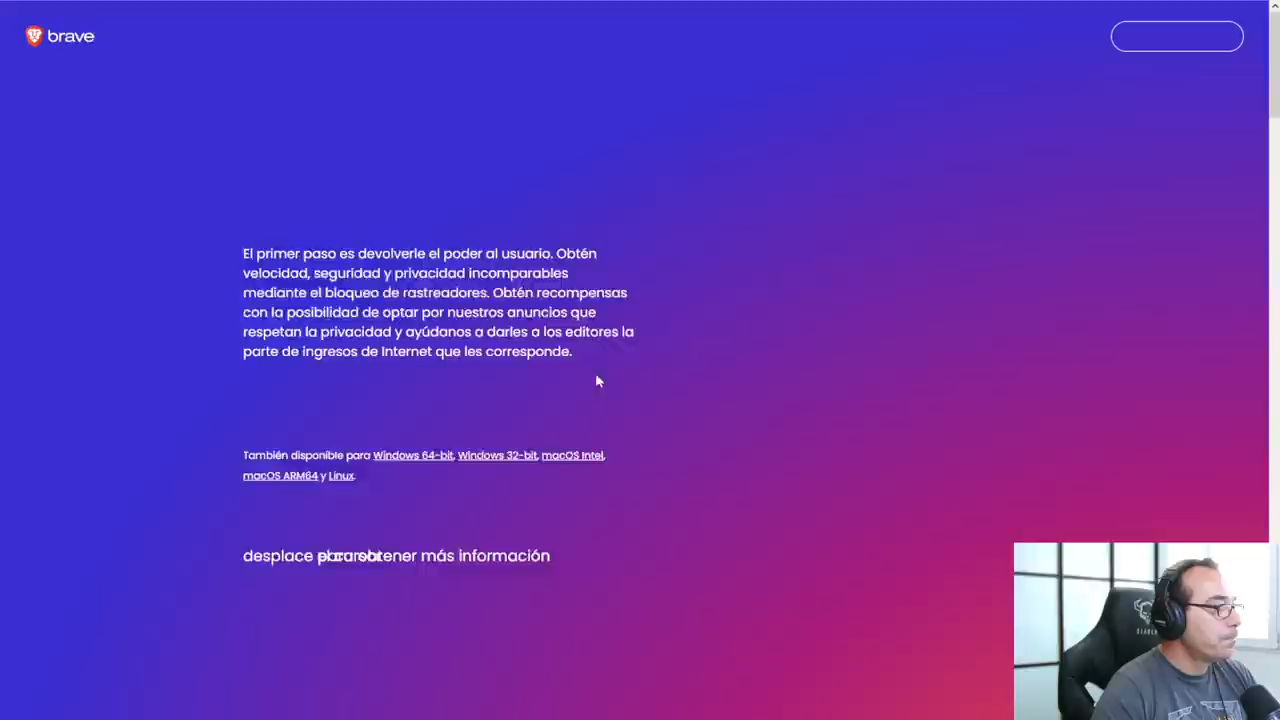 brave
El primer paso es devolverle el poder al usuario. Obtén
velocidad, seguridad y privacidad incomparables
mediante el bloqueo de rastreadores. Obtén recompensas
con la posibilidad de optar por nuestros anuncios que
respetan la privacidad y ayúdanos a darles a los editores la
parte de ingresos de Internet que les corresponde.
También disponible para Windows 64-bit, Windows 32-bit, macOS Intel,
macOS ARM64 y Linux.
desplace para obtener más información